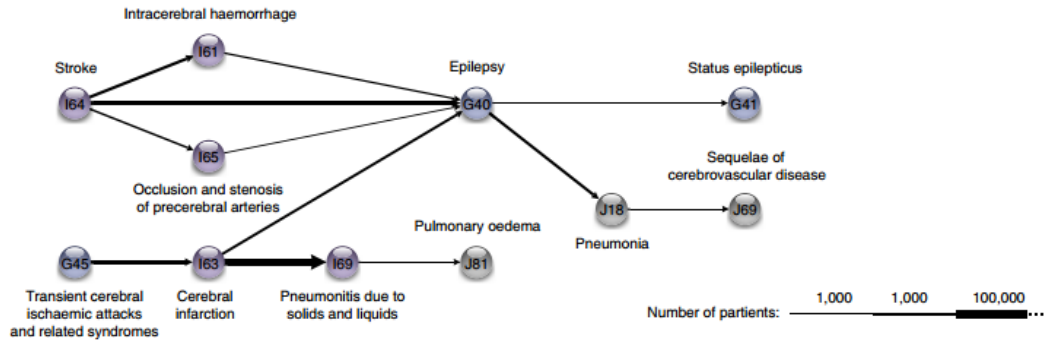 Intracerebral haemorrhage
I61
Stroke
Epilepsy
Status epilepticus
I64
G40
G41
I65
Occlusion and stenosis
of precerebral arteries
Sequelae of
cerebrovascular disease
J18
J69
Pneumonia
Pulmonary oedema
G45
I63
I69
J81
Transient cerebral
ischaemic attacks
and related syndromes
Cerebral
infarction
Pneumonitis due to
solids and liquids
1,000
1,000
100,000
Number of partients: